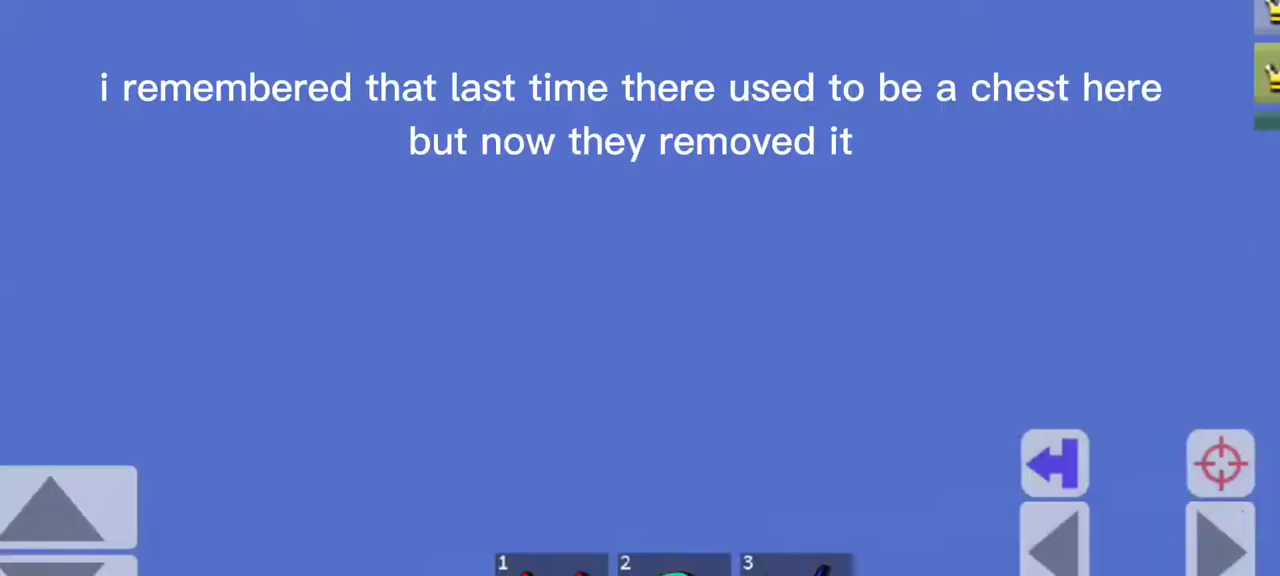 i remembered that last time there used to be a chest here
but now they removed it
1 2 3